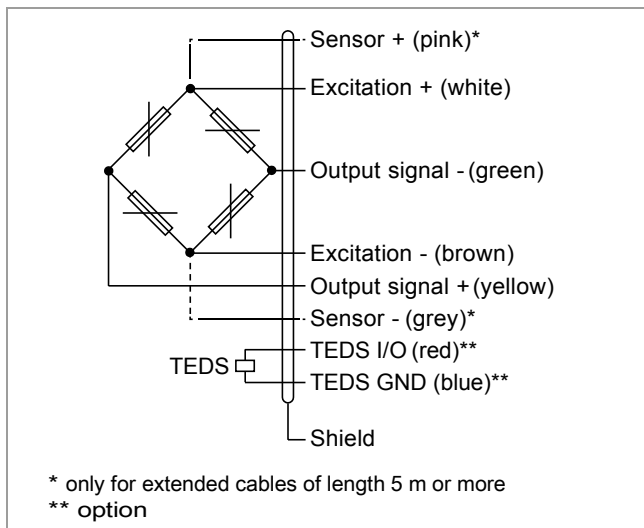 Sensor + (pink)*
Excitation + (white)
Output signal - (green)
Excitation - (brown)
Output signal + (yellow)
Sensor - (grey)*
TEDS I/O (red)**
TEDS
TEDS GND (blue)**
Shield
* only for extended cables of length 5 m or more
** option